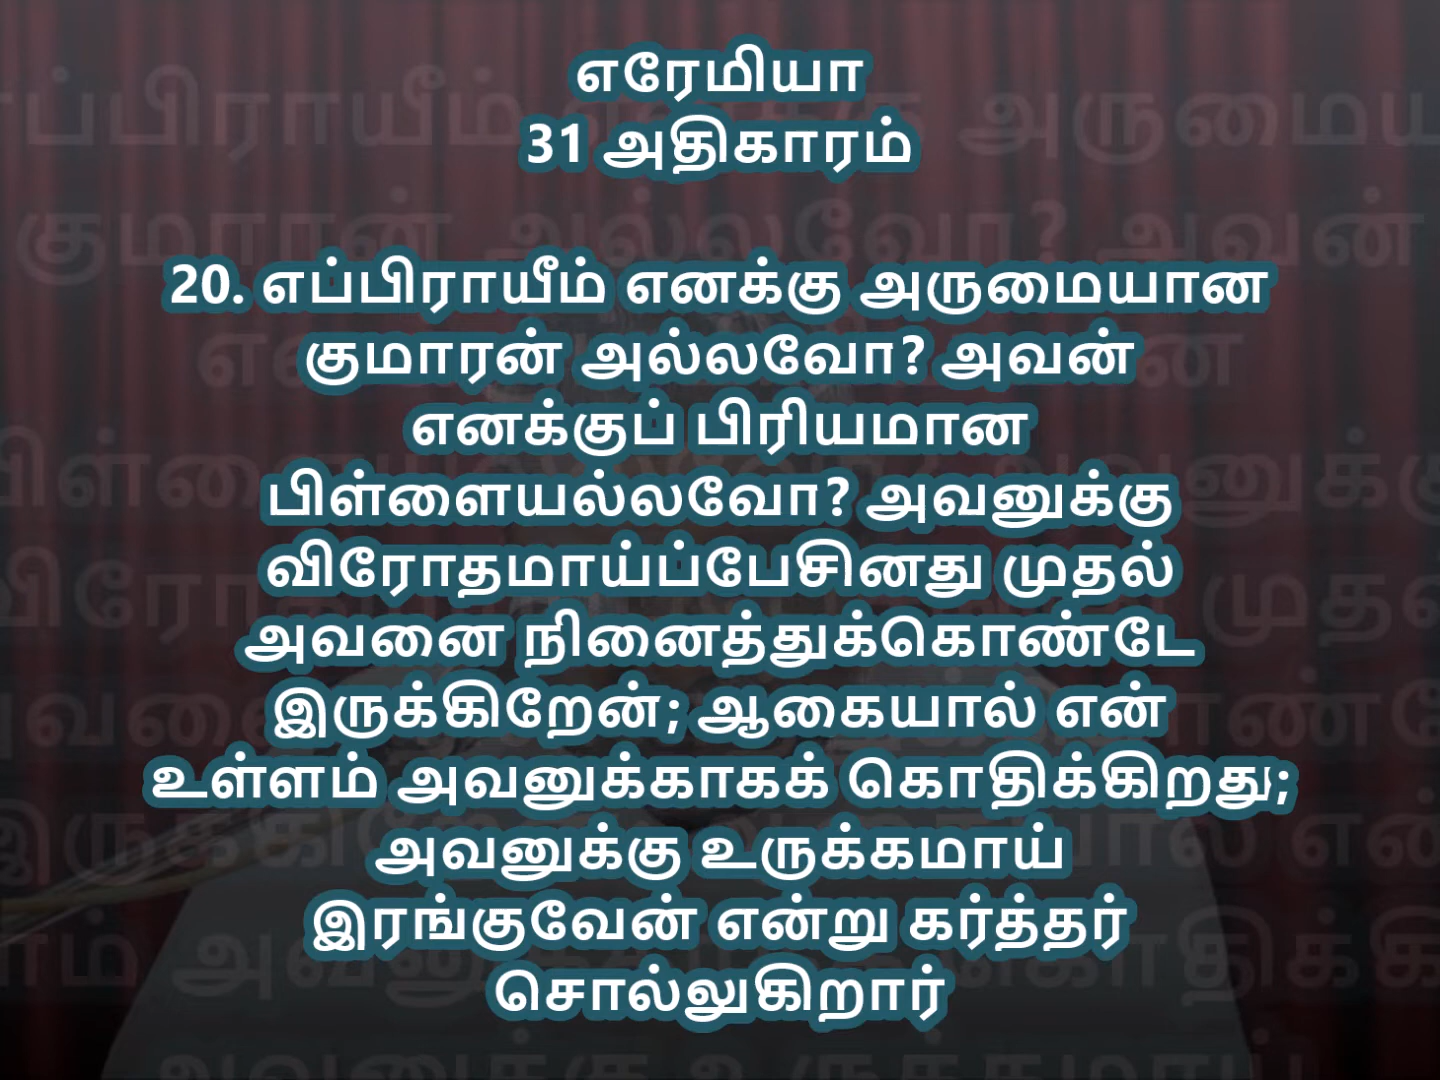 எரேமியா
31 அதிகாரம்
20. எப்பிராயீம் எனக்கு அருமையான
குமாரன் அல்லவோ? அவன்
எனக்குப் பிரியமான
பிள்ளையல்லவோ? அவனுக்கு
விரோதமாய்ப்பேசினது முதல்
அவனை நினைத்துக்கொண்டே
இருக்கிறேன்; ஆகையால் என்
உள்ளம் அவனுக்காகக் கொதிக்கிறது;
அவனுக்கு உருக்கமாய்
இரங்குவேன் என்று கர்த்தர்
சொல்லுகிறார்